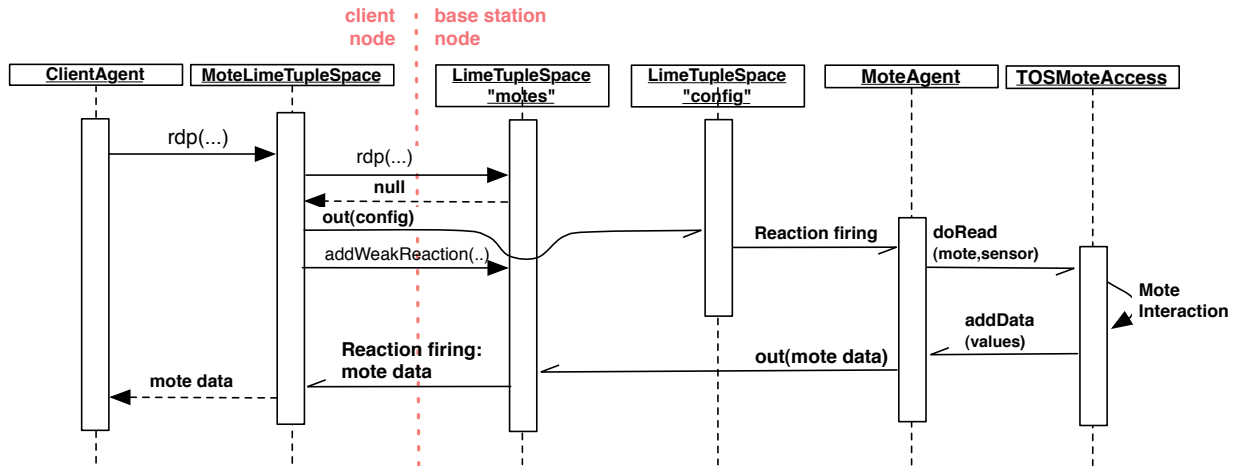 client
node
base station
node
ClientAgent
MoteLimeTupleSpace
LimeTupleSpace
"motes"
LimeTupleSpace
"config"
MoteAgent
TOSMoteAccess
rdp(...)
rdp(...)
null
out(config)
addWeakReaction(..)
Reaction firing
doRead
(mote,sensor)
Mote
Interaction
addData
(values)
out(mote data)
Reaction firing:
mote data
mote data